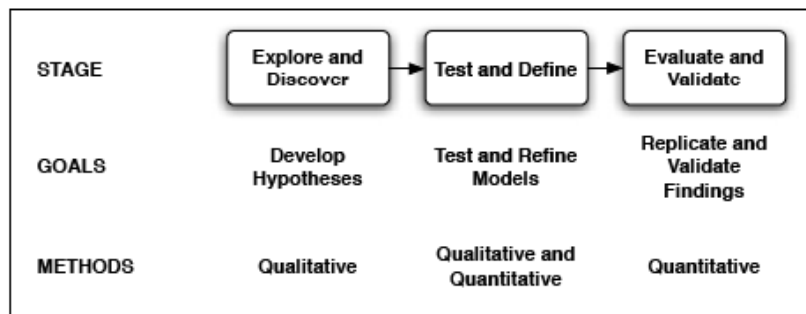 STAGE
Explore and
Discover
Test and Define
Evaluate and
Validate
GOALS
Develop
Hypotheses
Test and Refine
Models
Replicate and
Validate
Findings
METHODS
Qualitative
Qualitative and
Quantitative
Quantitative